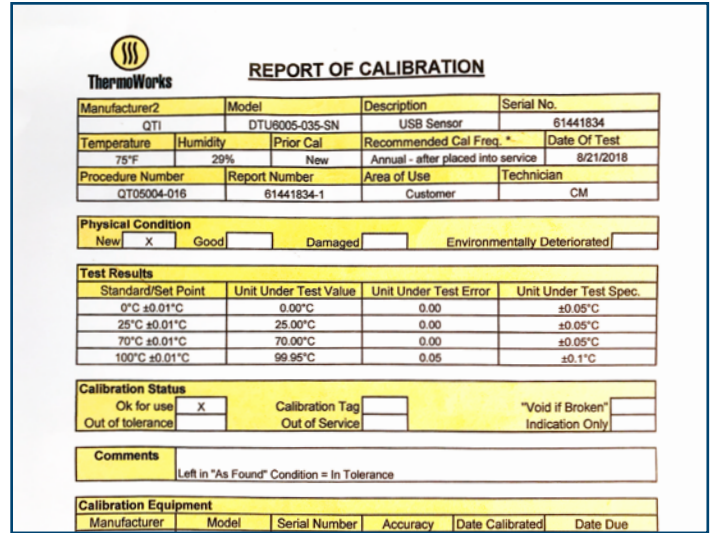 ThermoWorks
REPORT OF CALIBRATION
Manufacturer2 Model Description Serial No.
QTI DTU6005-035-SN USB Sensor 61441834
Temperature Humidity Prior Cal Recommended Cal Freq. * Date Of Test
75°F 29% New Annual - after placed into service 8/21/2018
Procedure Number Report Number Area of Use Technician
QT05004-016 61441834-1 Customer CM
Physical Condition
New X Good Damaged Environmentally Deteriorated
Test Results
Standard/Set Point Unit Under Test Value Unit Under Test Error Unit Under Test Spec.
0°C ±0.01°C 0.00°C 0.00 ±0.05°C
25°C ±0.01°C 25.00°C 0.00 ±0.05°C
70°C ±0.01°C 70.00°C 0.00 ±0.05°C
100°C ±0.01°C 99.95°C 0.05 ±0.1°C
Calibration Status
Ok for use X Calibration Tag "Void if Broken"
Out of tolerance Out of Service Indication Only
Comments
Left in "As Found" Condition = In Tolerance
Calibration Equipment
Manufacturer Model Serial Number Accuracy Date Calibrated Date Due